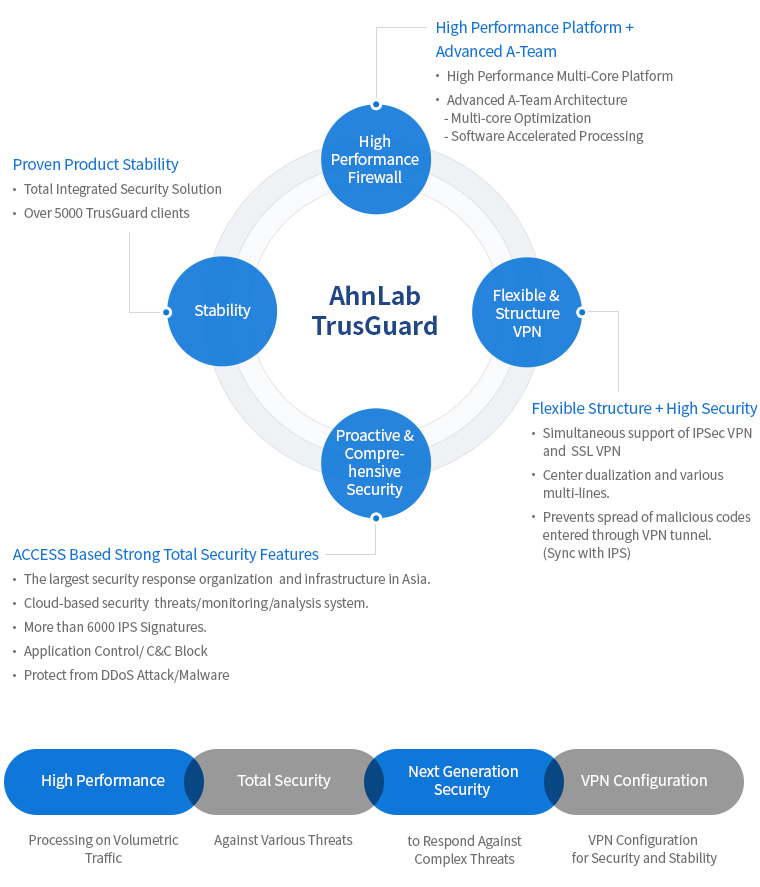 High Performance Platform +
Advanced A-Team
• High Performance Multi-Core Platform
• Advanced A-Team Architecture
- Multi-core Optimization
- Software Accelerated Processing
High
Performance
Firewall
Proven Product Stability
• Total Integrated Security Solution
• Over 5000 TrusGuard clients
Stability
AhnLab
TrusGuard
Flexible &
Structure
VPN
Flexible Structure + High Security
• Simultaneous support of IPSec VPN
and SSL VPN
• Center dualization and various
multi-lines.
• Prevents spread of malicious codes
entered through VPN tunnel.
(Sync with IPS)
Proactive &
Compre-
hensive
Security
ACCESS Based Strong Total Security Features
• The largest security response organization and infrastructure in Asia.
• Cloud-based security threats/monitoring/analysis system.
• More than 6000 IPS Signatures.
• Application Control/ C&C Block
• Protect from DDoS Attack/Malware
High Performance
Processing on Volumetric
Traffic
Total Security
Against Various Threats
Next Generation
Security
to Respond Against
Complex Threats
VPN Configuration
VPN Configuration
for Security and Stability